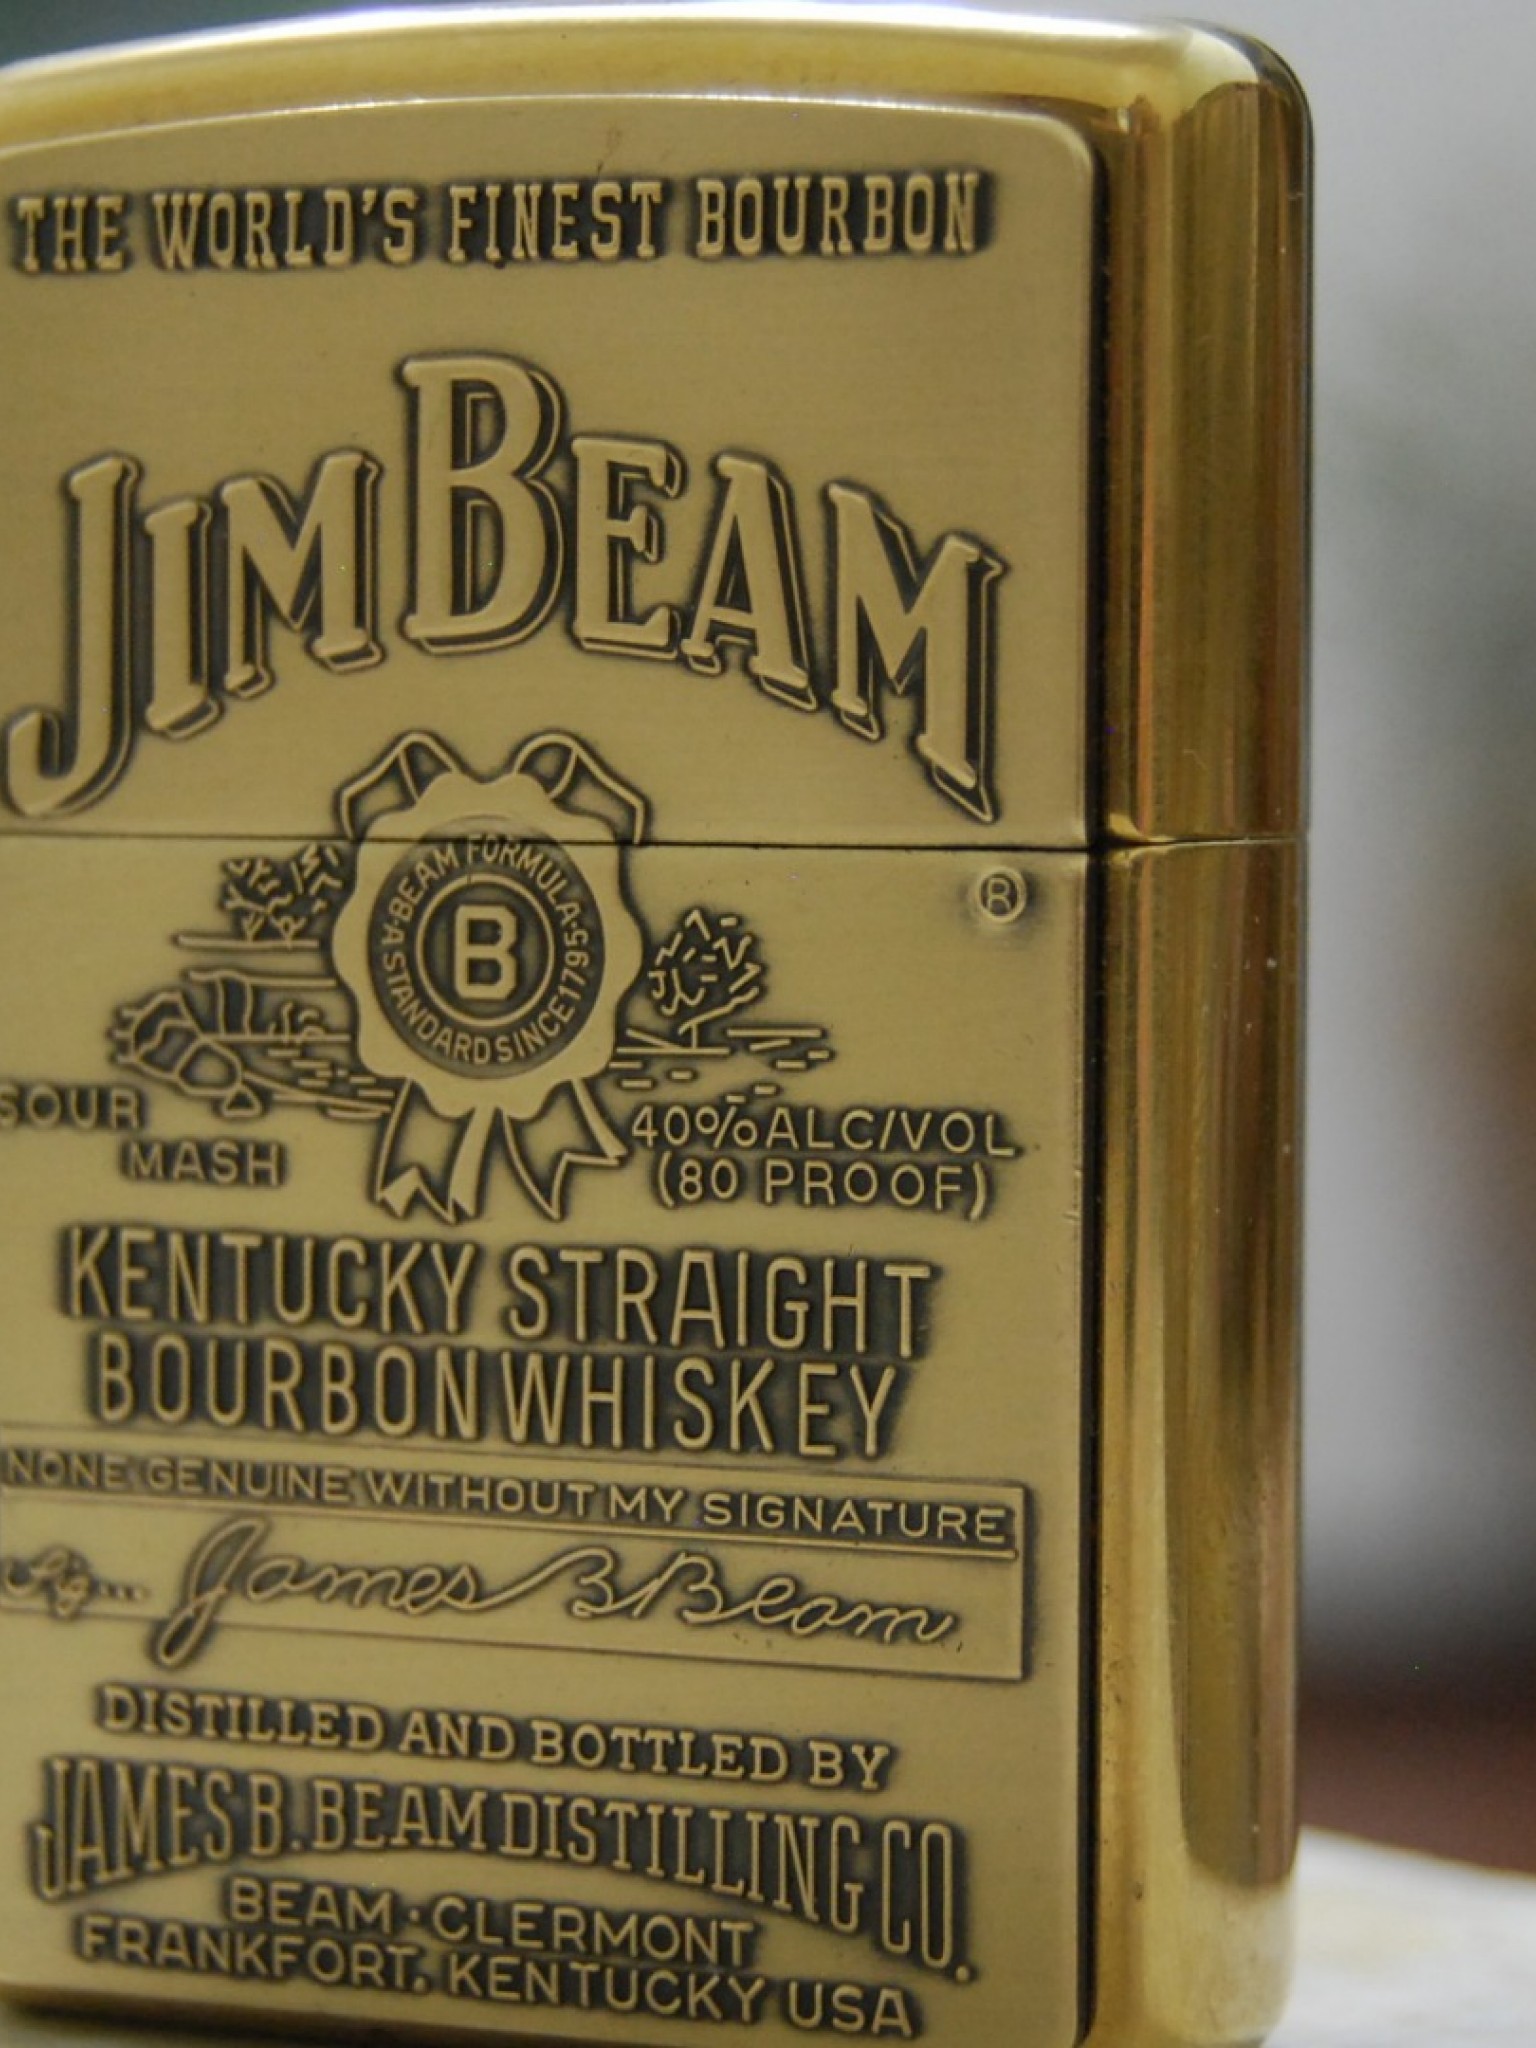 THE WORLD'S FINEST BOURBON
JIM BEAM
®
BEAM FORMULA · A STANDARD SINCE 1795 ·
B
SOUR
MASH
40% ALC/VOL
(80 PROOF)
KENTUCKY STRAIGHT
BOURBON WHISKEY
NONE GENUINE WITHOUT MY SIGNATURE
Sig... James B Beam
DISTILLED AND BOTTLED BY
JAMES B. BEAM DISTILLING CO.
BEAM · CLERMONT
FRANKFORT, KENTUCKY USA